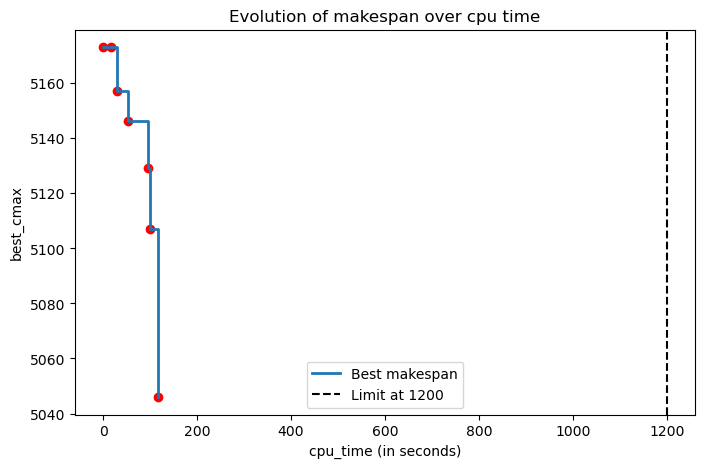 Evolution of makespan over cpu time
best_cmax
5160
5140
5120
5100
5080
5060
5040
Best makespan
Limit at 1200
0
200
400
600
800
1000
1200
cpu_time (in seconds)